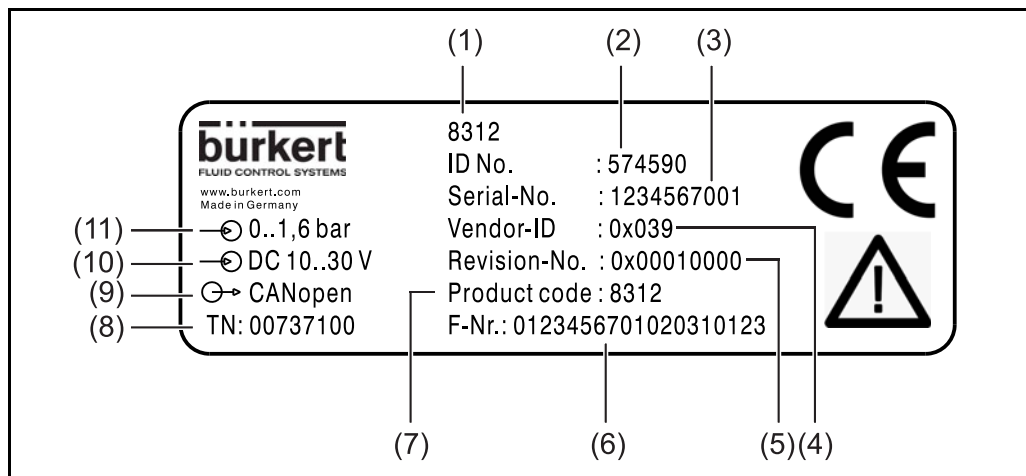 (1)
(2)
(3)
bürkert
FLUID CONTROL SYSTEMS
www.burkert.com
Made in Germany
8312
ID No. : 574590
Serial-No. : 1234567001
(11) 0..1,6 bar
Vendor-ID : 0x039
(10) DC 10..30 V
Revision-No. : 0x00010000
(9) CANopen
Product code : 8312
(8) TN: 00737100
F-Nr.: 0123456701020310123
CE
(7)
(6)
(5) (4)